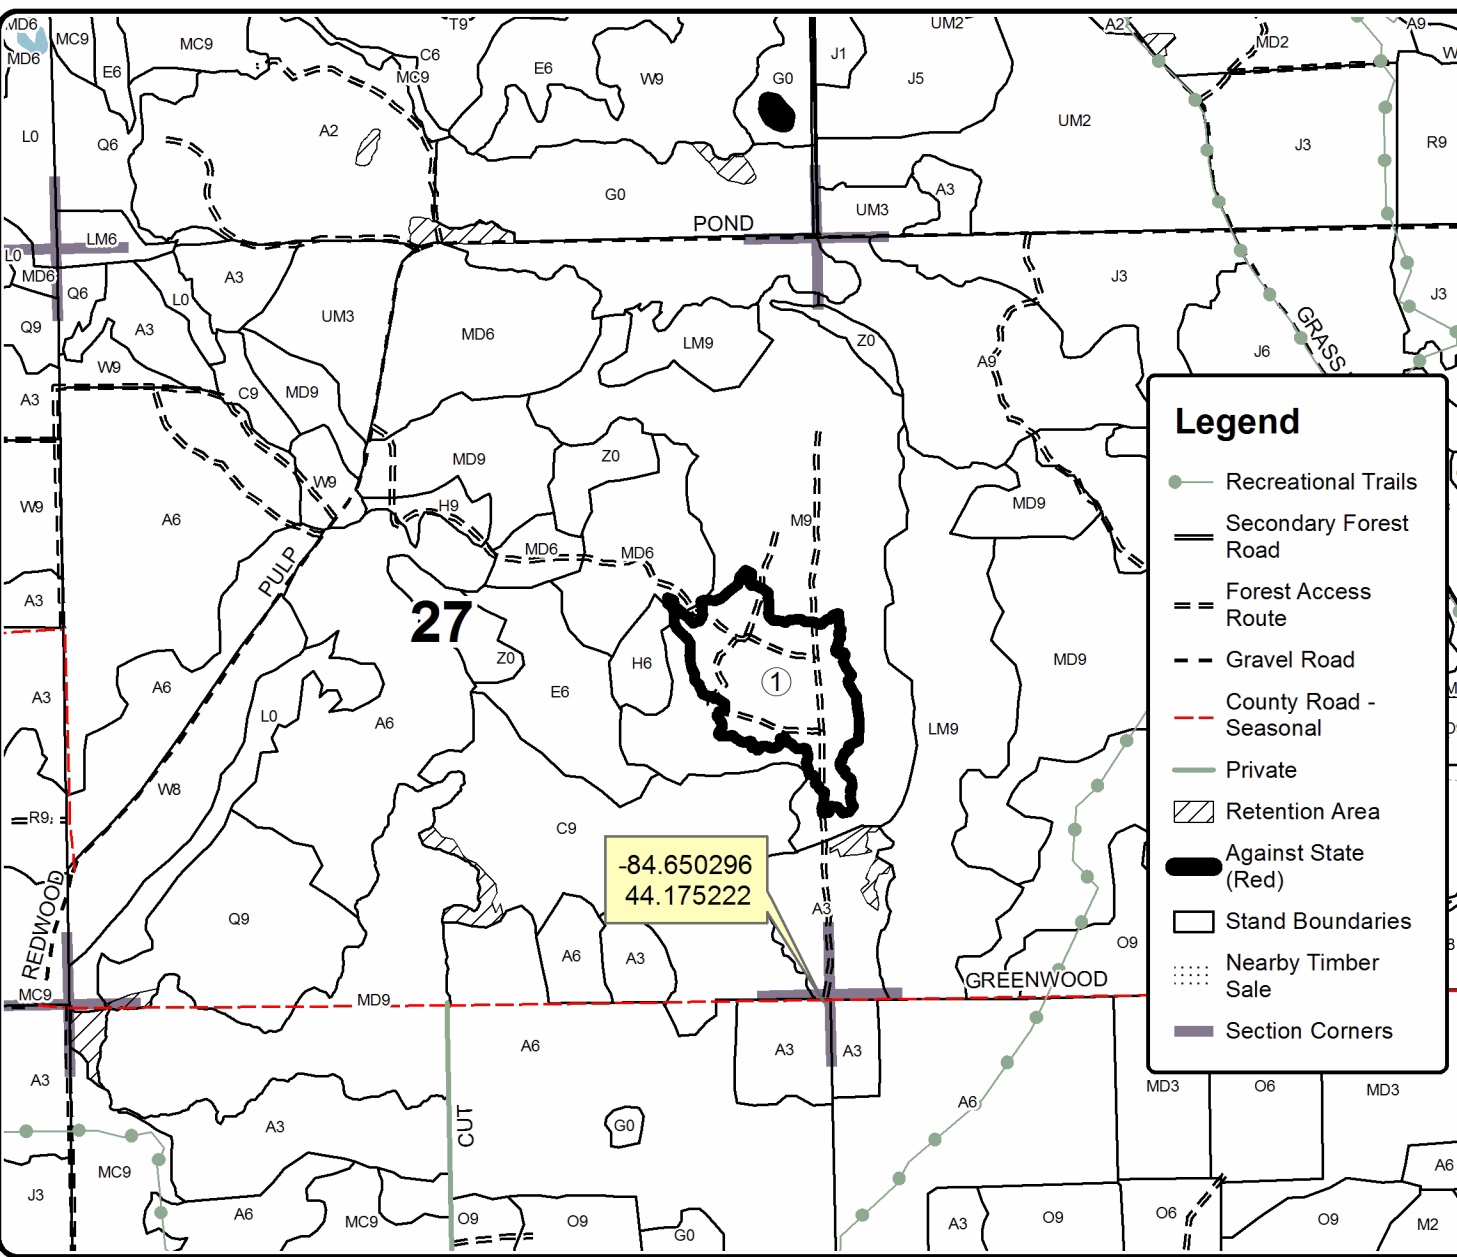 MD6
MC9
MC9
T9
C6
UM2
A2
A9
MD6
E6
MC9
E6
W9
G0
J1
J5
MD2
W
L0
Q6
A2
UM2
J3
R9
G0
A3
UM3
POND
LM6
L0
MD6
Q6
A3
L0
J3
J3
Q9
A3
UM3
MD6
LM9
Z0
A9
J6
GRASS
W9
C9
MD9
A3
Legend
MD9
Z0
W9
H9
W9
A6
M9
MD9
MD6
MD6
PULP
A3
27
Z0
H6
E6
1
MD9
A3
A6
L0
A6
LM9
W8
R9
C9
-84.650296
44.175222
A3
Q9
A6
A3
O9
REDWOOD
MC9
MD9
GREENWOOD
Recreational Trails
Secondary Forest
Road
Forest Access
Route
Gravel Road
County Road -
Seasonal
Private
Retention Area
Against State
(Red)
Stand Boundaries
Nearby Timber
Sale
Section Corners
A6
A3
A3
A3
MD3
O6
MD3
A6
A3
CUT
G0
MC9
A6
J3
A6
MC9
O9
O9
G0
A3
O9
O6
O9
M2